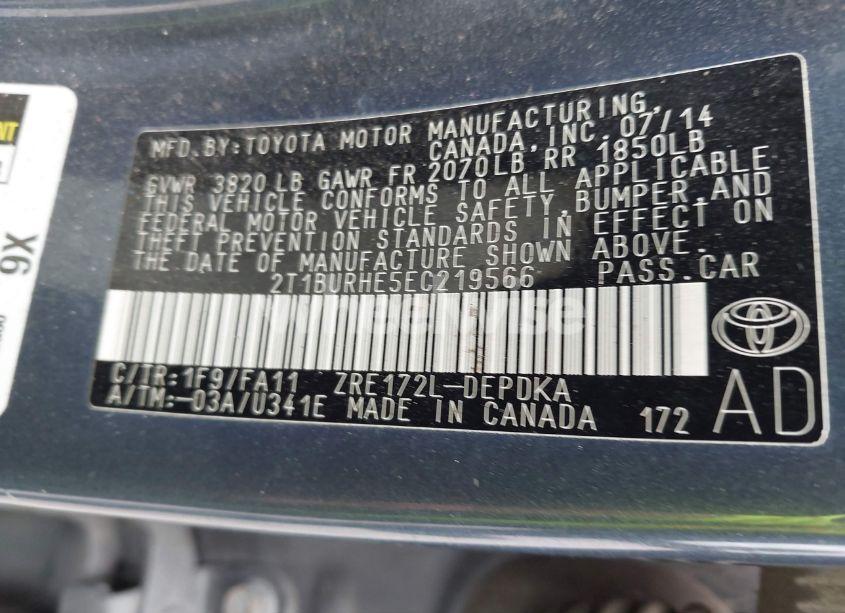 MFD.BY:TOYOTA MOTOR MANUFACTURING,
CANADA, INC. 07/14
GVWR 3820 LB GAWR FR 2070LB RR 1850LB
THIS VEHICLE CONFORMS TO ALL APPLICABLE
FEDERAL MOTOR VEHICLE SAFETY, BUMPER, AND
THEFT PREVENTION STANDARDS IN EFFECT ON
THE DATE OF MANUFACTURE SHOWN ABOVE.
2T1BURHE5EC219566 PASS.CAR
C/TR:1F9/FA11 ZRE172L-DEPDKA
A/TM:-03A/U341E MADE IN CANADA 172
AD
X6